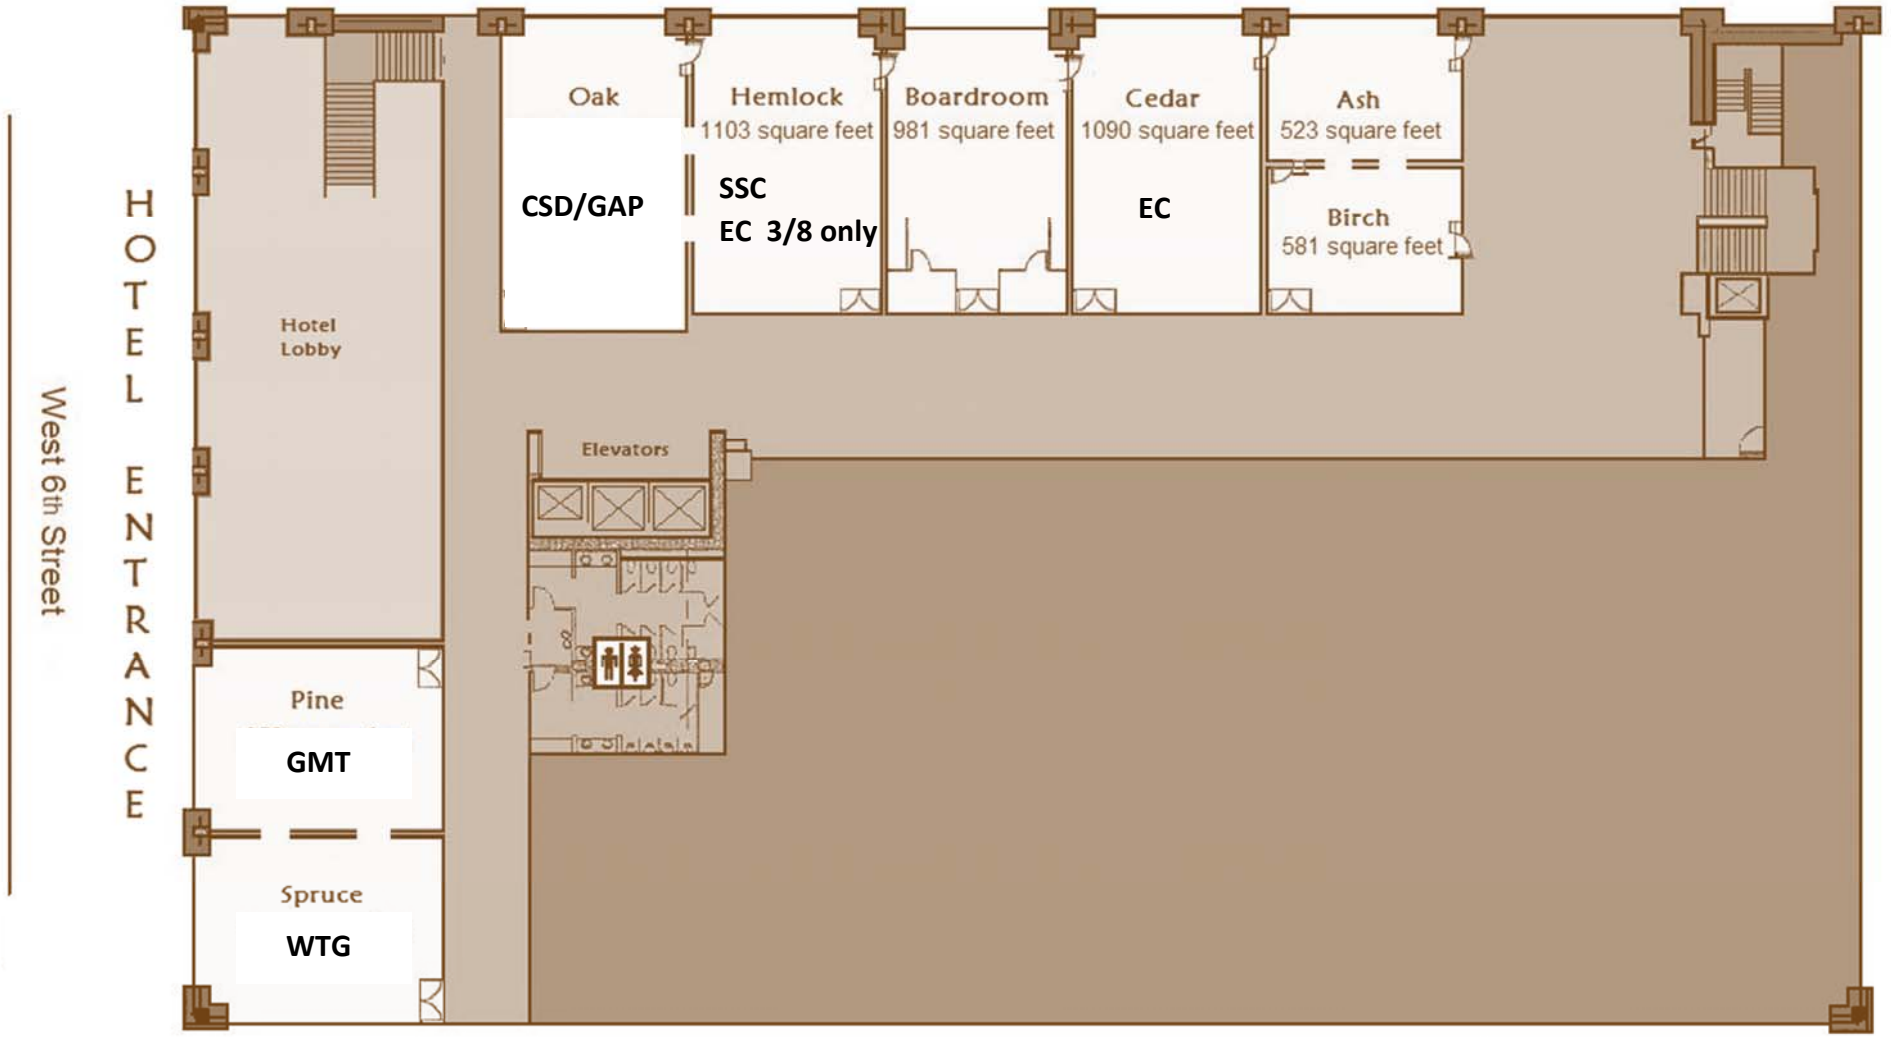 West 6th Street
HOTEL ENTRANCE
Hotel
Lobby
Oak
CSD/GAP
Hemlock
1103 square feet
SSC
EC 3/8 only
Boardroom
981 square feet
Cedar
1090 square feet
EC
Ash
523 square feet
Birch
581 square feet
Elevators
Pine
GMT
Spruce
WTG